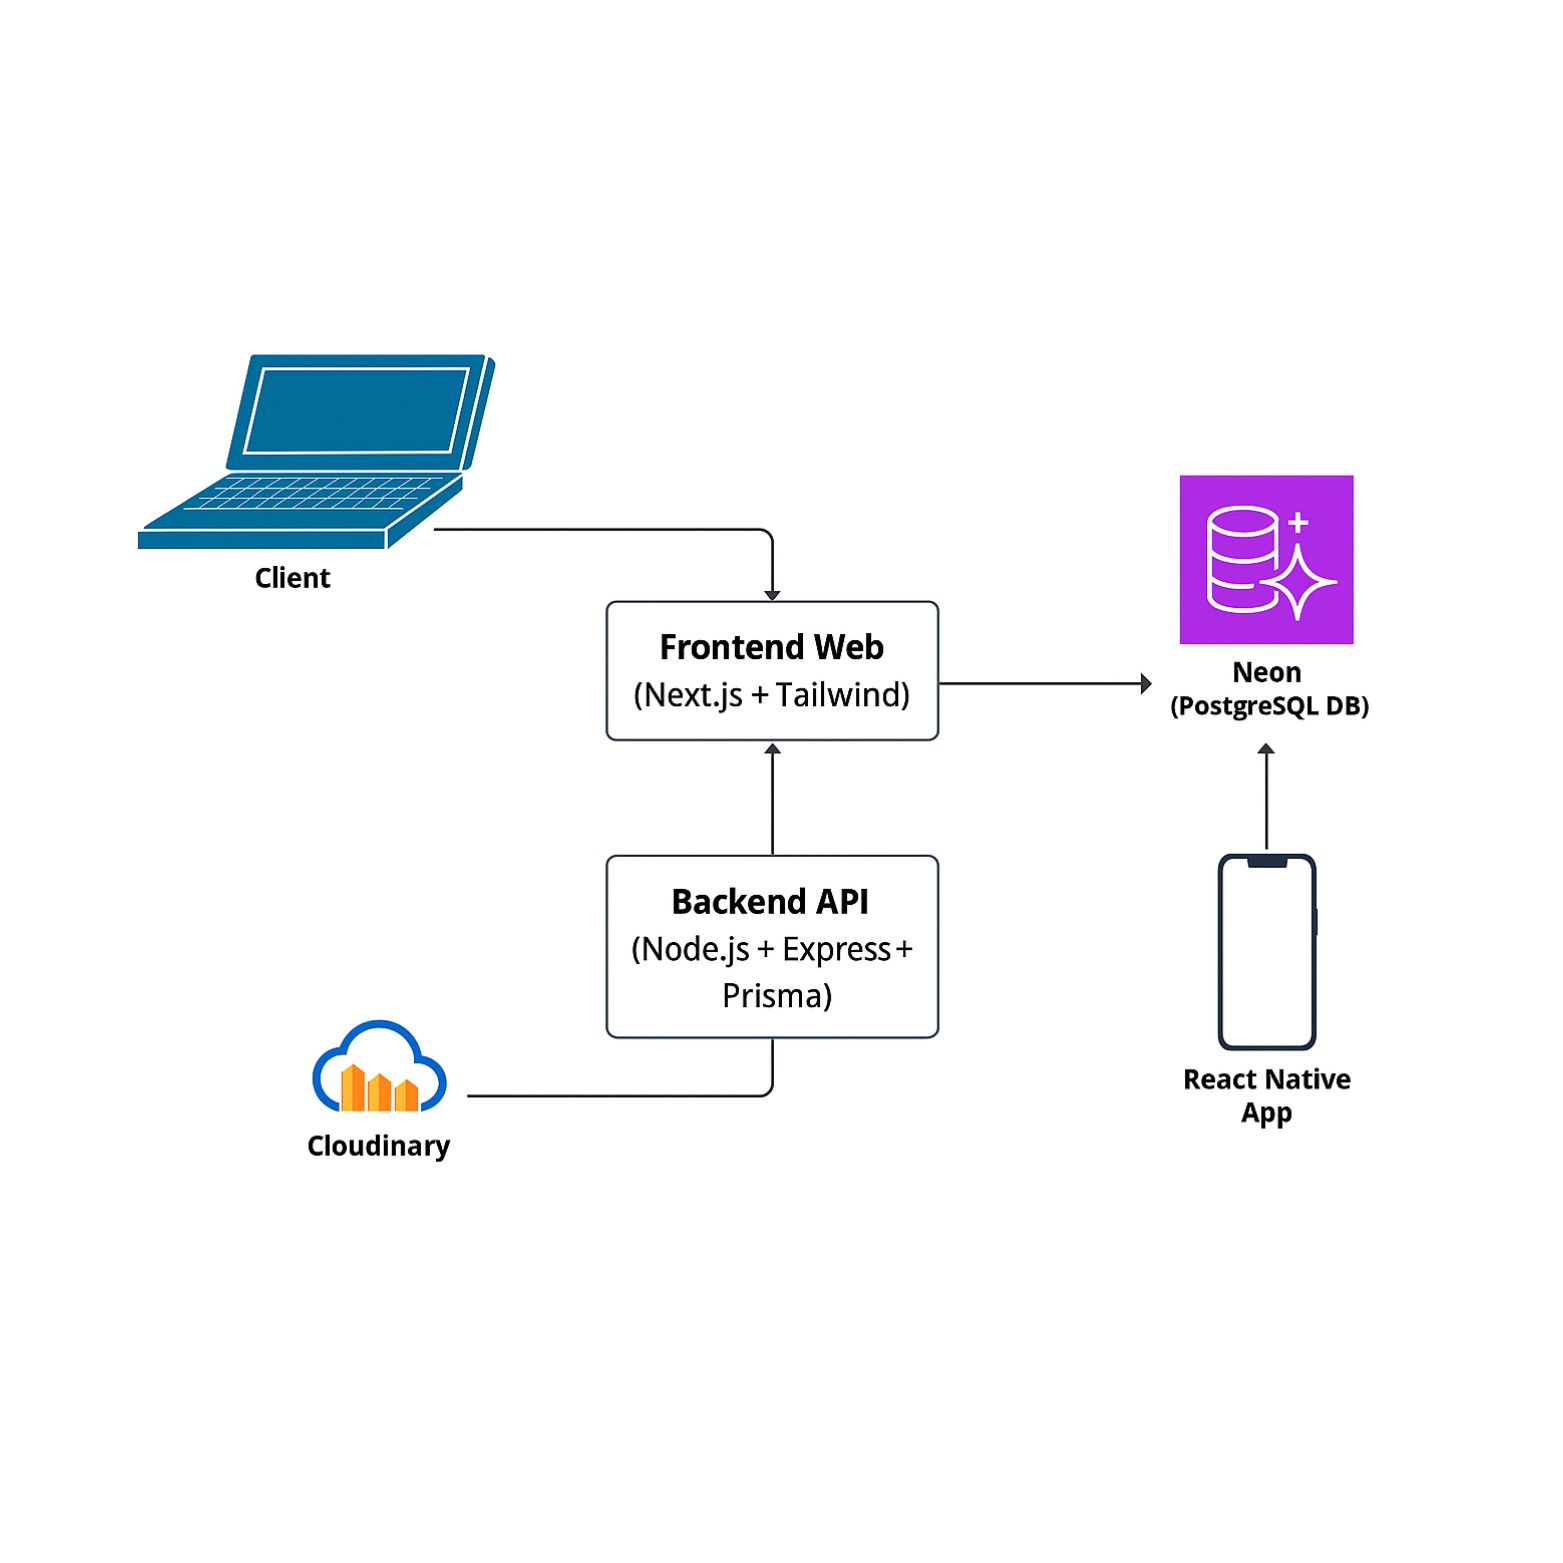 Client
Frontend Web
(Next.js + Tailwind)
Neon
(PostgreSQL DB)
Backend API
(Node.js + Express +
Prisma)
Cloudinary
React Native
App